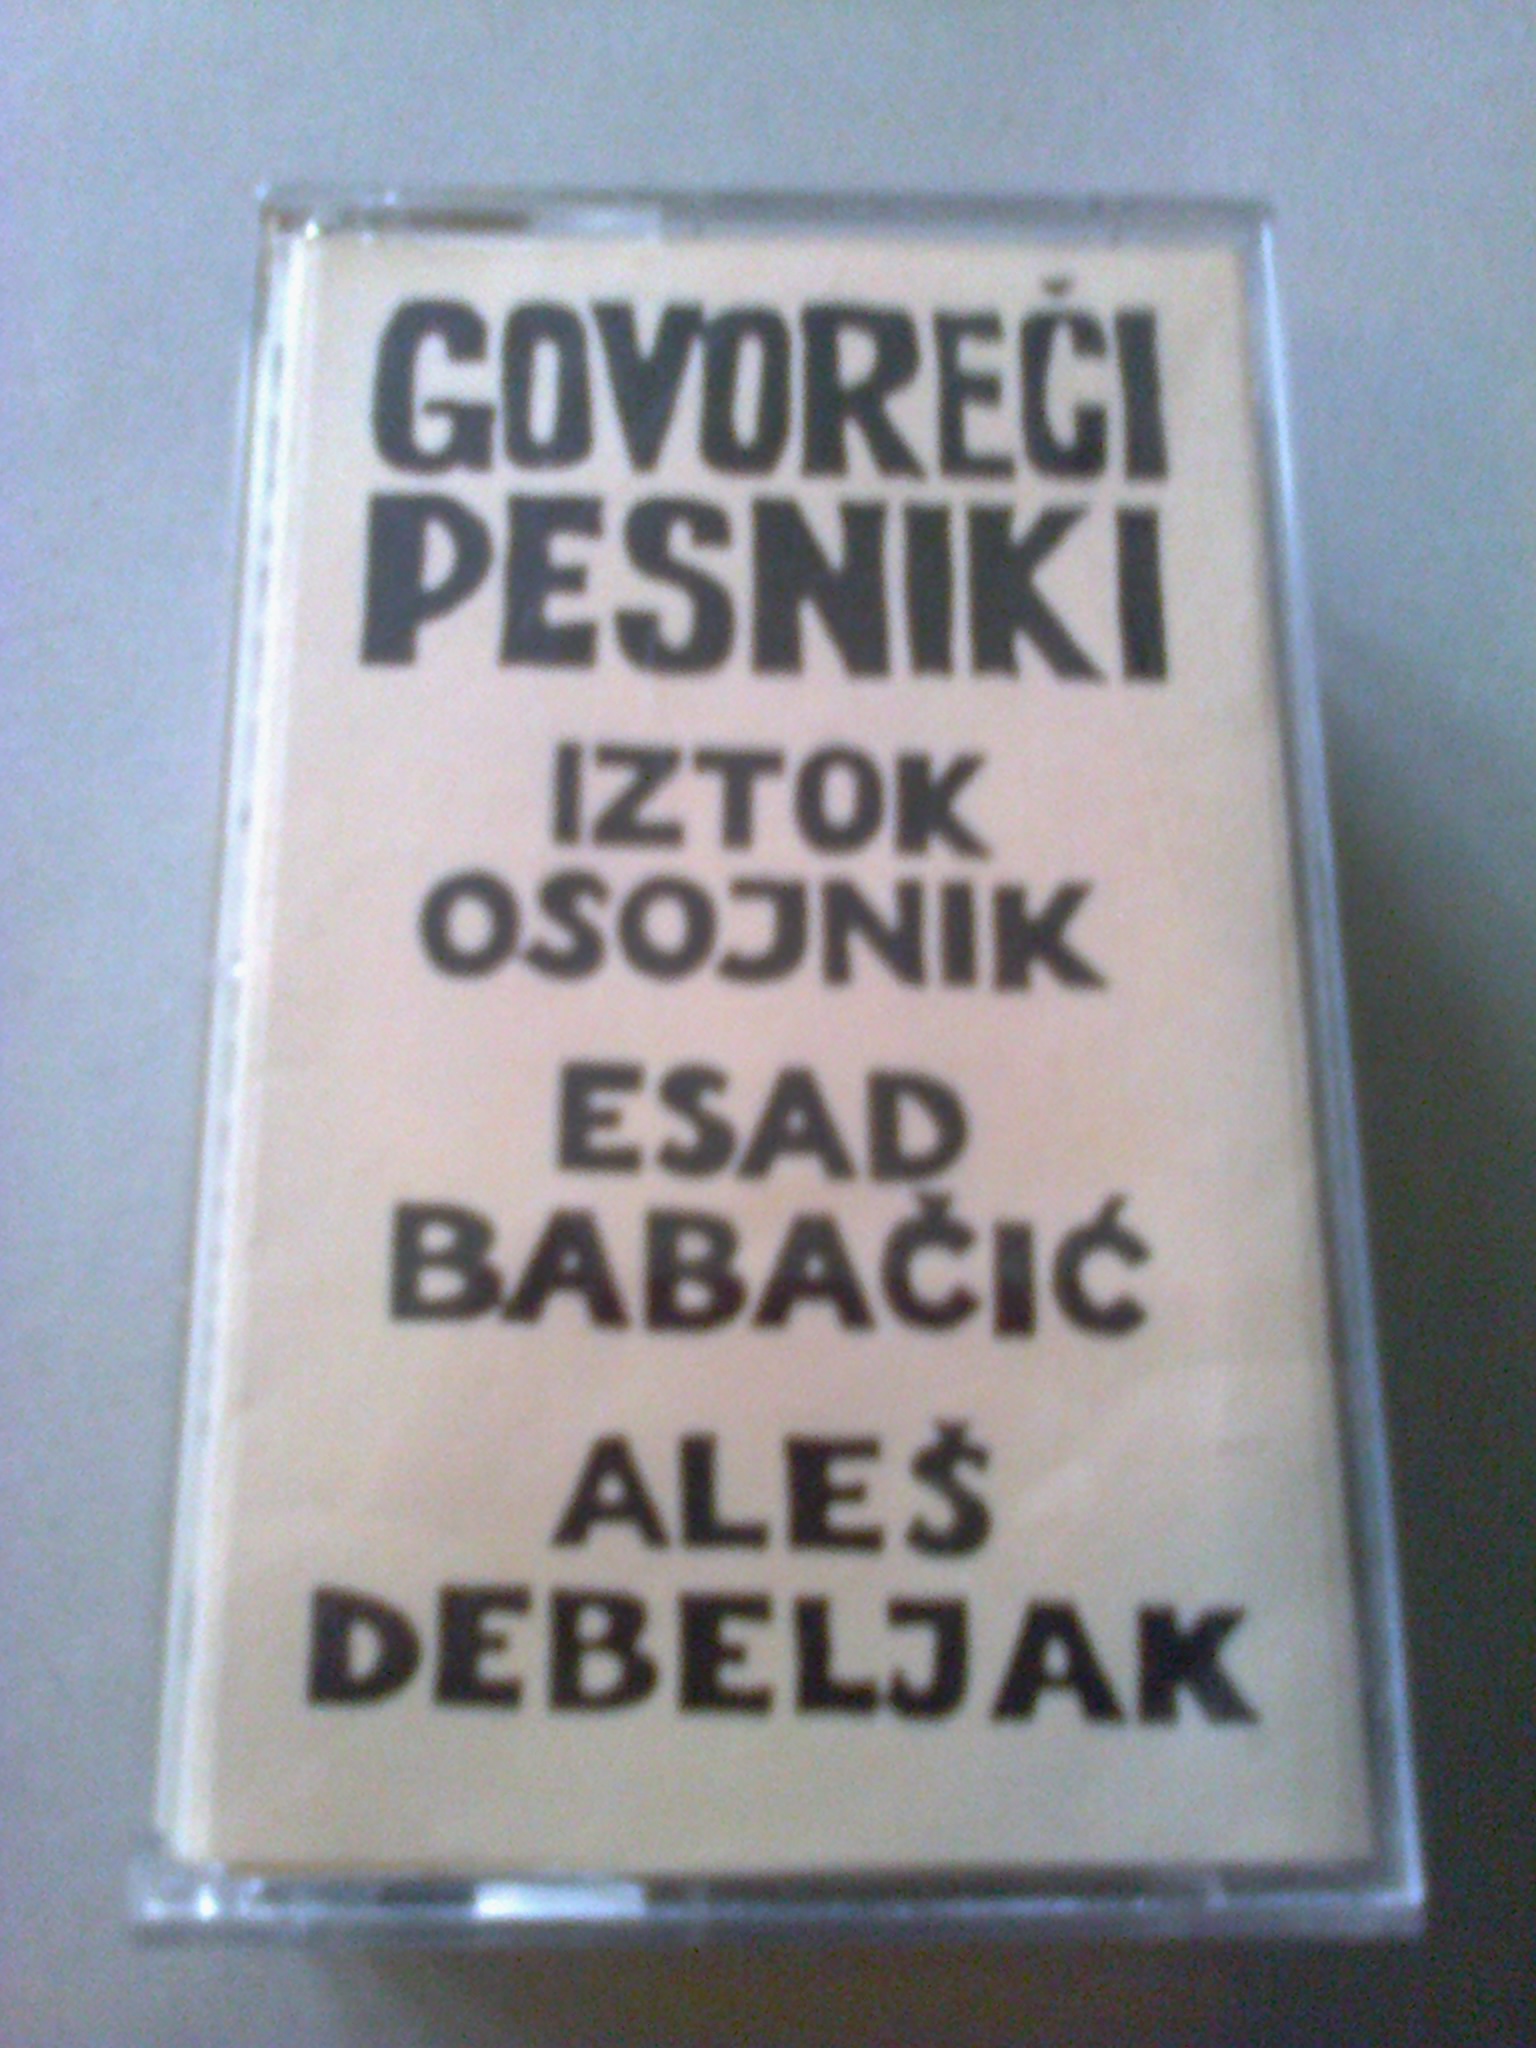 GOVOREČI
PESNIKI
IZTOK
OSOJNIK
ESAD
BABAČIĆ
ALEŠ
DEBELJAK